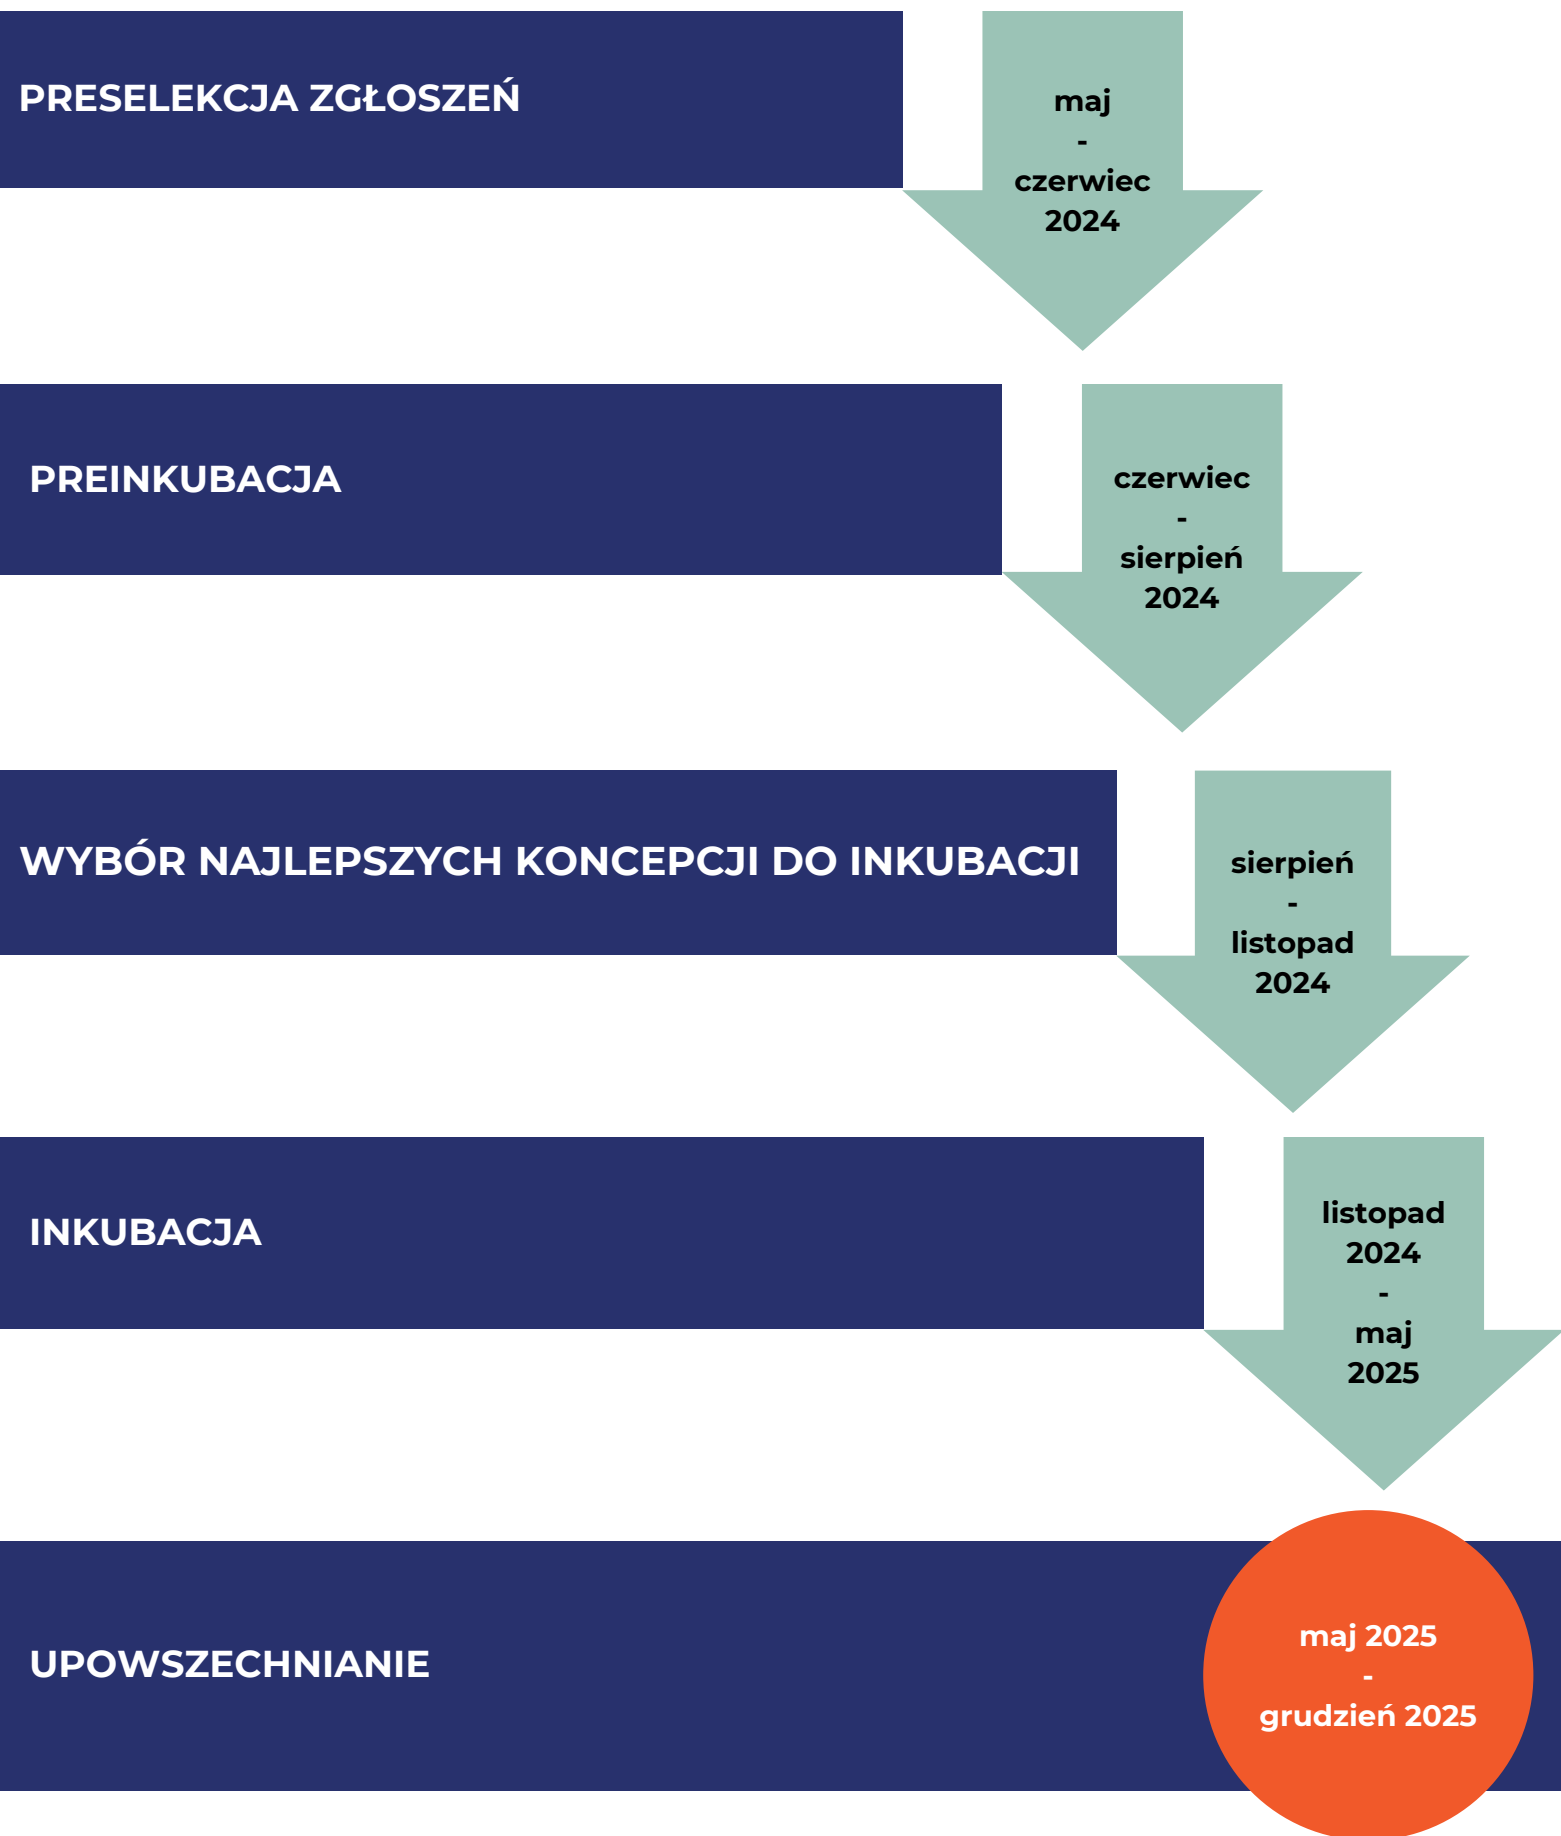 PRESELEKCJA ZGŁOSZEŃ
maj
-
czerwiec
2024
PREINKUBACJA
czerwiec
-
sierpień
2024
WYBÓR NAJLEPSZYCH KONCEPCJI DO INKUBACJI
sierpień
-
listopad
2024
INKUBACJA
listopad
2024
-
maj
2025
UPOWSZECHNIANIE
maj 2025
-
grudzień 2025